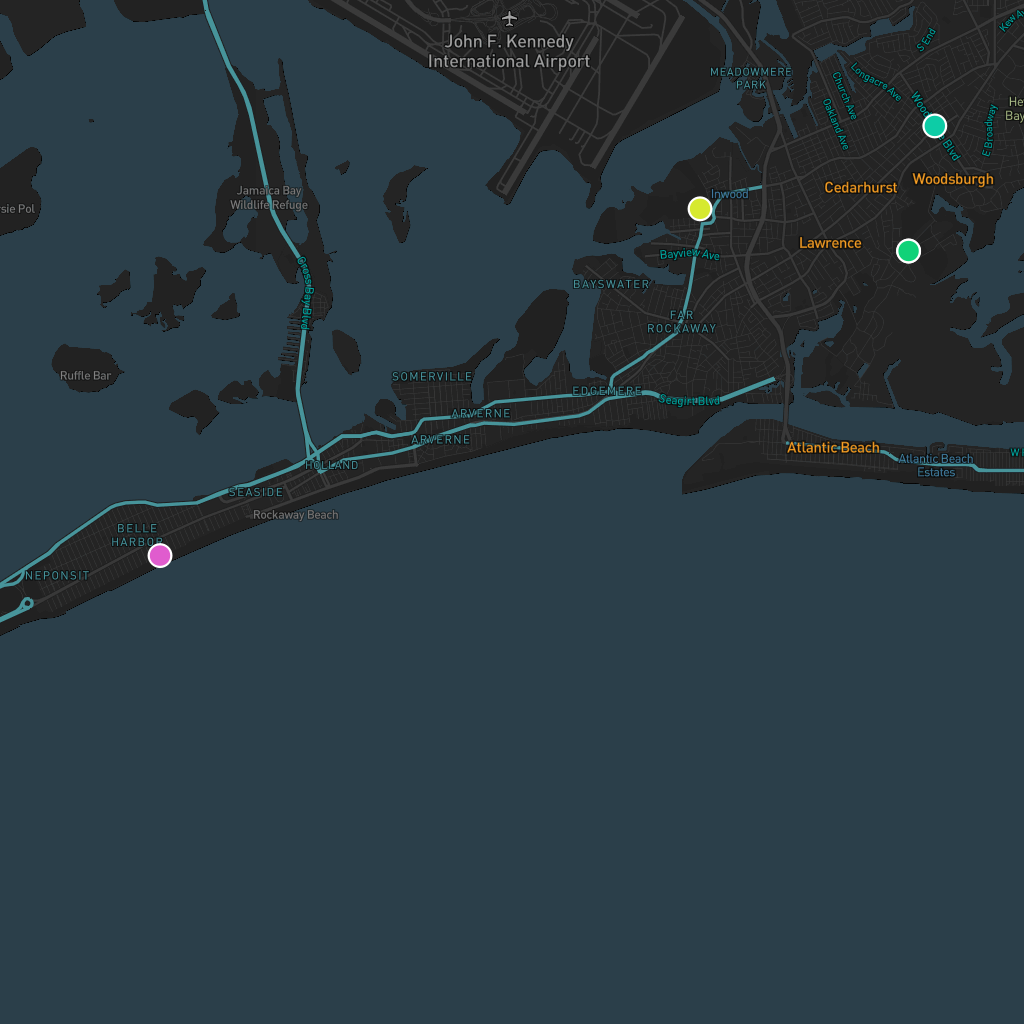 John F. Kennedy
International Airport
MEADOWMERE
PARK
S End
Longacre Ave
Church Ave
Oakland Ave
E Broadway
Jamaica Bay
Wildlife Refuge
Inwood
Cedarhurst
Woodsburgh
Lawrence
Bayview Ave
Cross Bay Blvd
BAYSWATER
FAR
ROCKAWAY
Ruffle Bar
SOMERVILLE
EDGEMERE
Seagirt Blvd
ARVERNE
ARVERNE
Atlantic Beach
Atlantic Beach
Estates
HOLLAND
SEASIDE
Rockaway Beach
BELLE
HARBOR
NEPONSIT